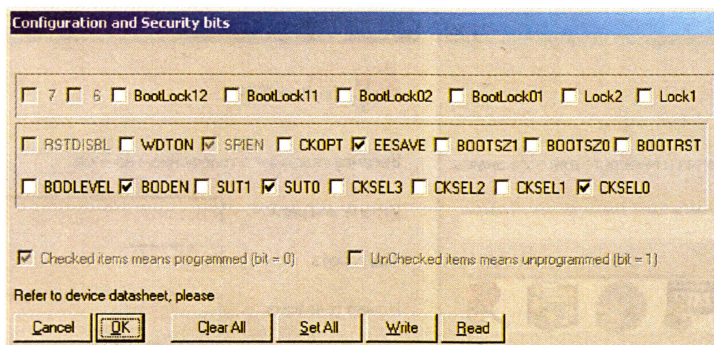 Configuration and Security bits
7 6 BootLock12 BootLock11 BootLock02 BootLock01 Lock2 Lock1
RSTDISBL WDTON SPIEN CKOPT EESAVE BOOTSZ1 BOOTSZ0 BOOTRST
BODLEVEL BODEN SUT1 SUT0 CKSEL3 CKSEL2 CKSEL1 CKSEL0
Checked items means programmed (bit = 0) UnChecked items means unprogrammed (bit = 1)
Refer to device datasheet, please
Cancel OK Clear All Set All Write Read